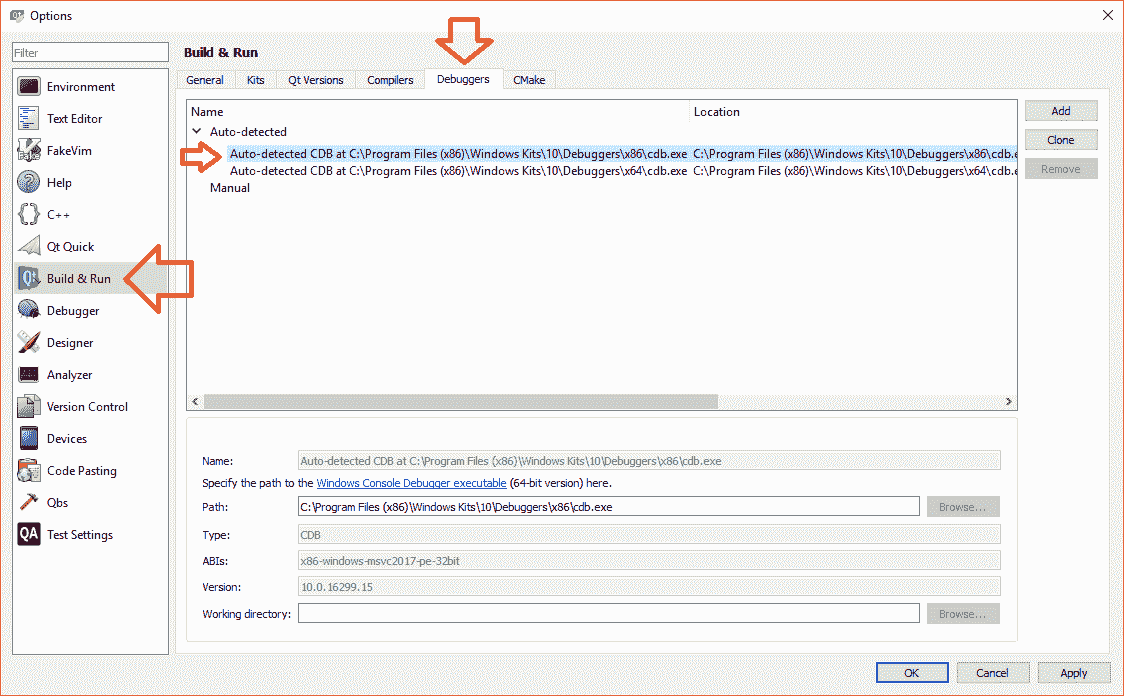 Options
Filter
Environment
Text Editor
FakeVim
Help
C++
Qt Quick
Build & Run
Debugger
Designer
Analyzer
Version Control
Devices
Code Pasting
Qbs
QA Test Settings
Build & Run
General Kits Qt Versions Compilers Debuggers CMake
Name Location
Auto-detected
Auto-detected CDB at C:\Program Files (x86)\Windows Kits\10\Debuggers\x86\cdb.exe C:\Program Files (x86)\Windows Kits\10\Debuggers\x86\cdb.e
Auto-detected CDB at C:\Program Files (x86)\Windows Kits\10\Debuggers\x64\cdb.exe C:\Program Files (x86)\Windows Kits\10\Debuggers\x64\cdb.e
Manual
Add
Clone
Remove
Name: Auto-detected CDB at C:\Program Files (x86)\Windows Kits\10\Debuggers\x86\cdb.exe
Specify the path to the Windows Console Debugger executable (64-bit version) here.
Path: C:\Program Files (x86)\Windows Kits\10\Debuggers\x86\cdb.exe Browse...
Type: CDB
ABIs: x86-windows-msvc2017-pe-32bit
Version: 10.0.16299.15
Working directory: Browse...
OK Cancel Apply